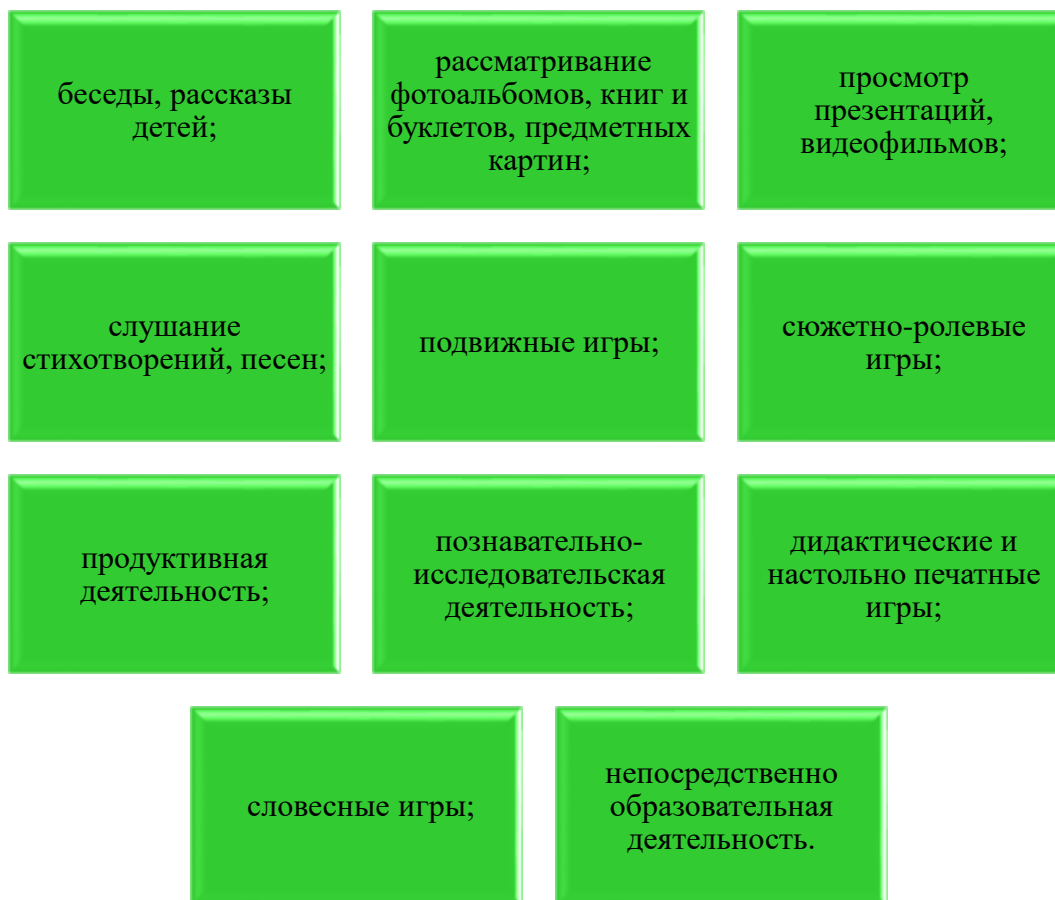 беседы, рассказы
детей;
рассматривание
фотоальбомов, книг и
буклетов, предметных
картин;
просмотр
презентаций,
видеофильмов;
слушание
стихотворений, песен;
подвижные игры;
сюжетно-ролевые
игры;
продуктивная
деятельность;
познавательно-
исследовательская
деятельность;
дидактические и
настольно печатные
игры;
словесные игры;
непосредственно
образовательная
деятельность.